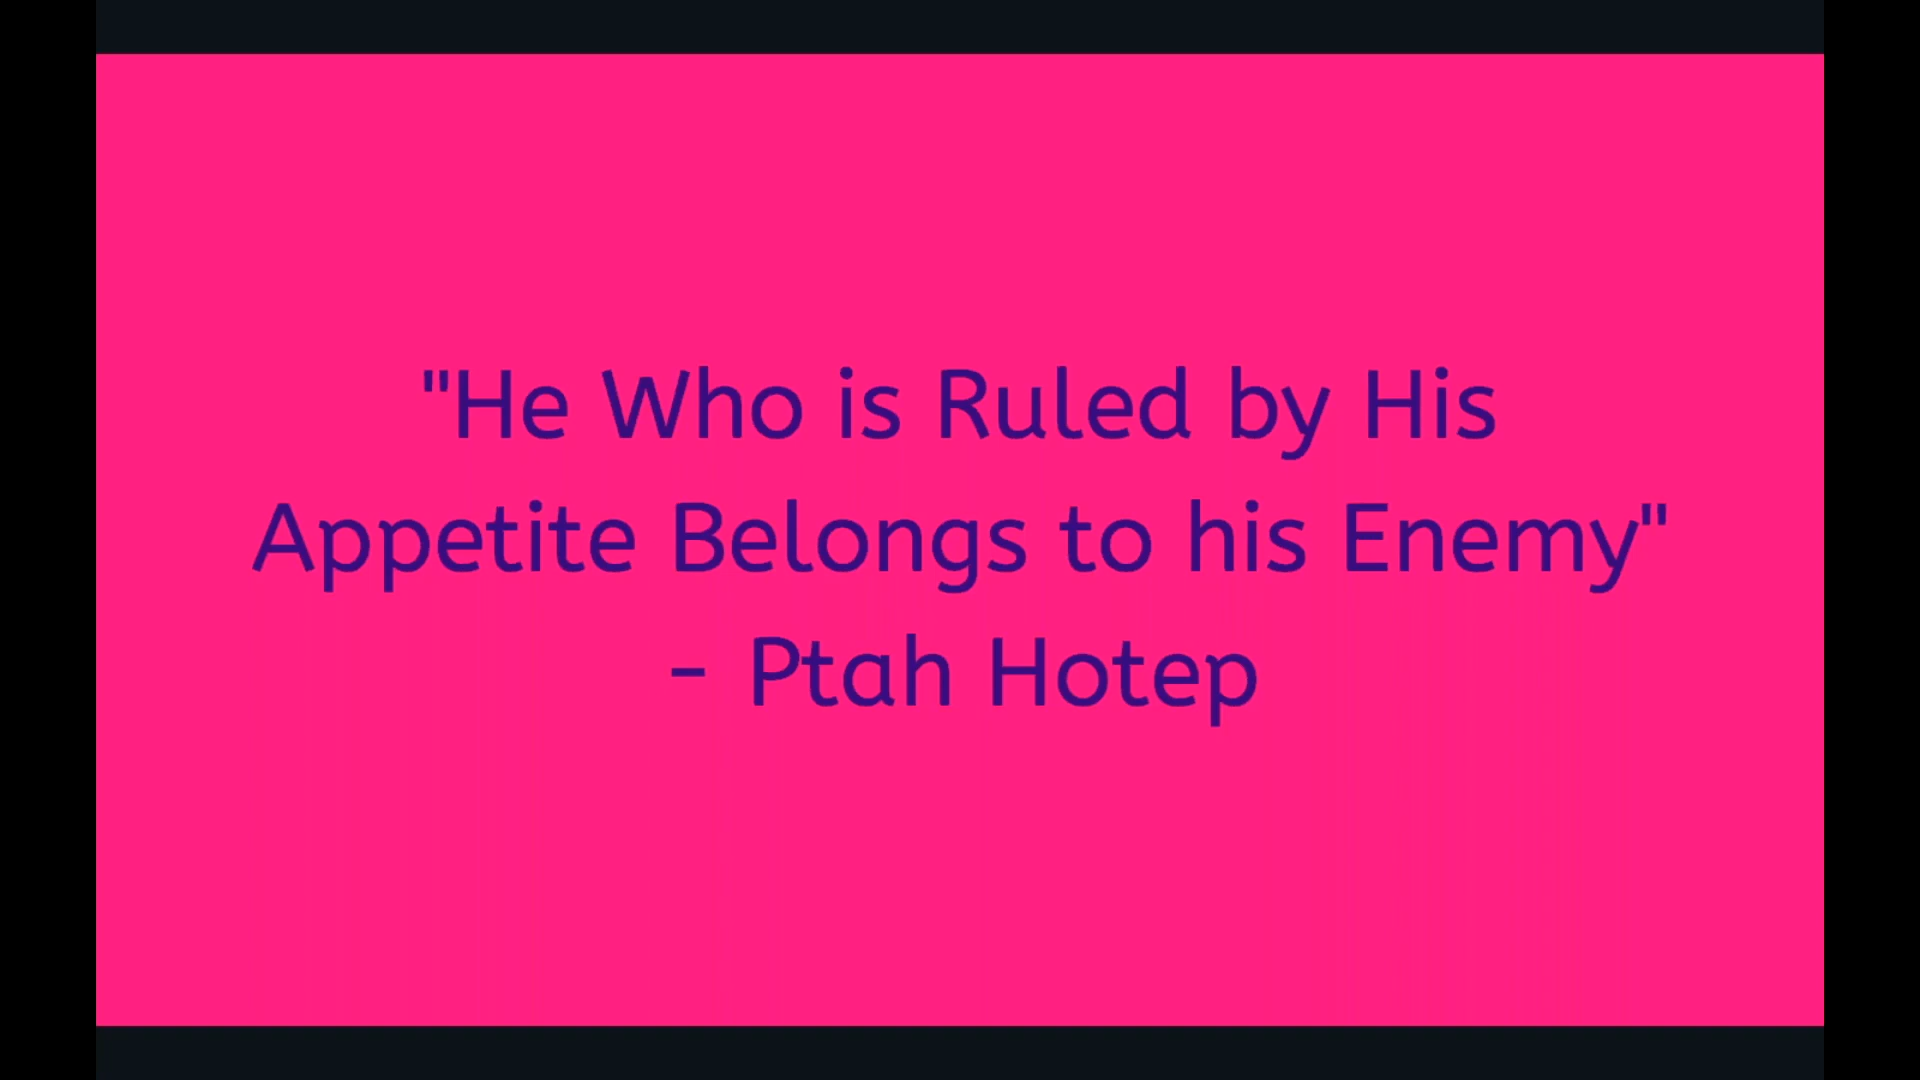 "He Who is Ruled by His
Appetite Belongs to his Enemy"
- Ptah Hotep